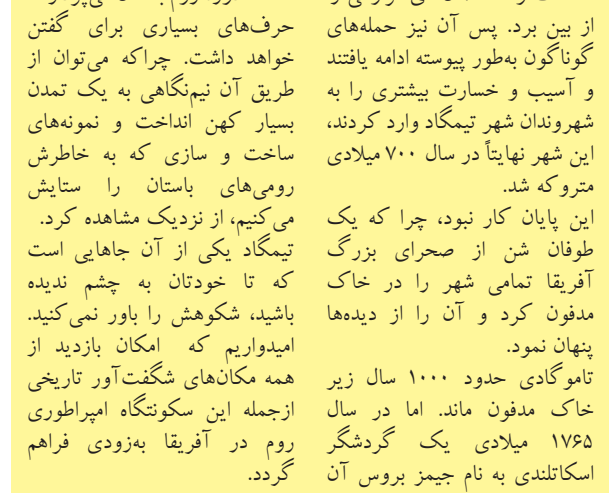 از بین برد. پس آن نیز حمله‌های
گوناگون به‌طور پیوسته ادامه یافتند
و آسیب و خسارت بیشتری را به
شهروندان شهر تیمگاد وارد کردند،
این شهر نهایتاً در سال ۷۰۰ میلادی
متروکه شد.
این پایان کار نبود، چرا که یک
طوفان شن از صحرای بزرگ
آفریقا تمامی شهر را در خاک
مدفون کرد و آن را از دیده‌ها
پنهان نمود.
تاموگادی حدود ۱۰۰۰ سال زیر
خاک مدفون ماند. اما در سال
۱۷۶۵ میلادی یک گردشگر
اسکاتلندی به نام جیمز بروس آن
حرف‌های بسیاری برای گفتن
خواهد داشت. چراکه می‌توان از
طریق آن نیم‌نگاهی به یک تمدن
بسیار کهن انداخت و نمونه‌های
ساخت و سازی که به خاطرش
رومی‌های باستان را ستایش
می‌کنیم، از نزدیک مشاهده کرد.
تیمگاد یکی از آن جاهایی است
که تا خودتان به چشم ندیده
باشید، شکوهش را باور نمی‌کنید.
امیدواریم که امکان بازدید از
همه مکان‌های شگفت‌آور تاریخی
ازجمله این سکونتگاه امپراطوری
روم در آفریقا به‌زودی فراهم
گردد.